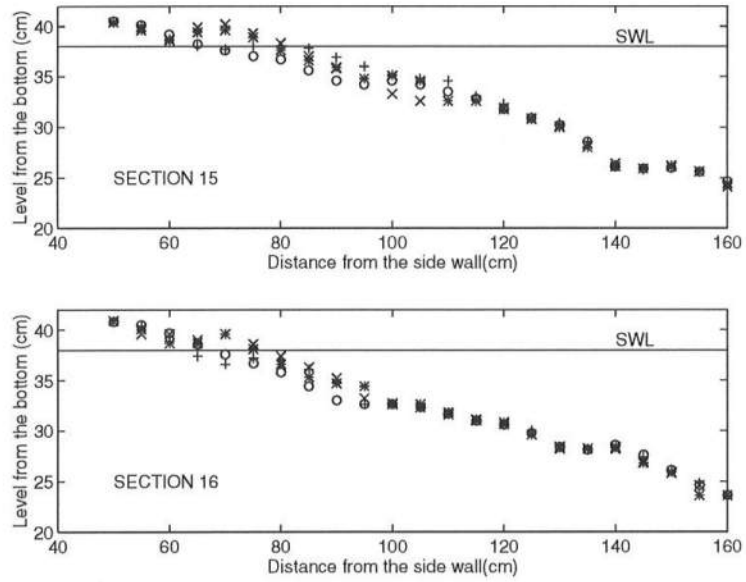 Level from the bottom (cm)
40
35
30
25
20
SWL
SECTION 15
40 60 80 100 120 140 160
Distance from the side wall(cm)
Level from the bottom (cm)
40
35
30
25
20
SWL
SECTION 16
40 60 80 100 120 140 160
Distance from the side wall(cm)